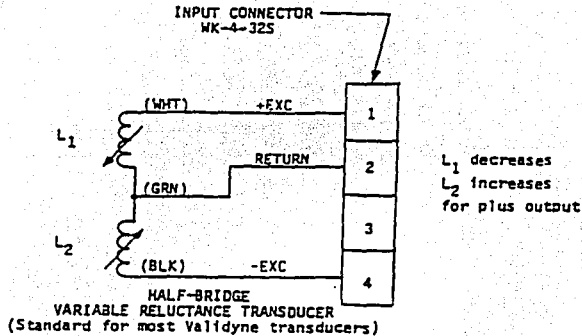 INPUT CONNECTOR
WK-4-32S
(WHT)
+EXC
1
L1
RETURN
2
L1 decreases
L2 increases
for plus output
(GRN)
3
L2
(BLK)
-EXC
4
HALF-BRIDGE
VARIABLE RELUCTANCE TRANSDUCER
(Standard for most Validyne transducers)